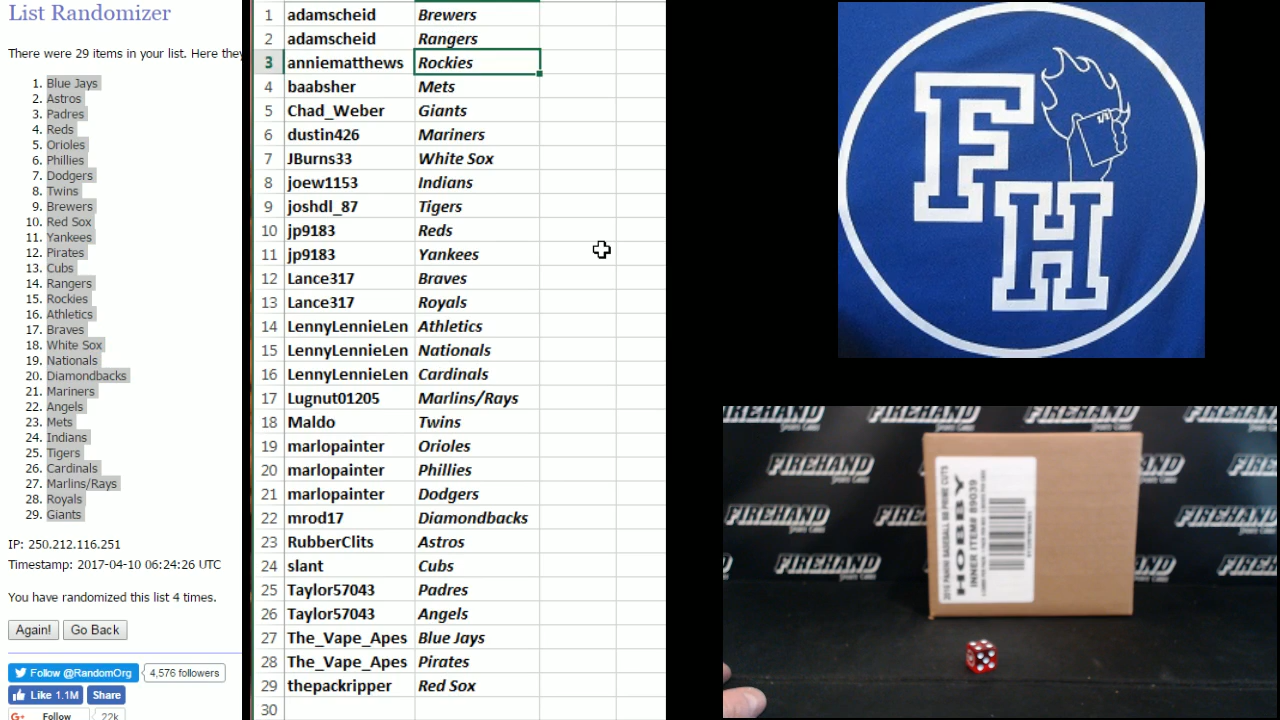 List Randomizer
There were 29 items in your list. Here they
1. Blue Jays
2. Astros
3. Padres
4. Reds
5. Orioles
6. Phillies
7. Dodgers
8. Twins
9. Brewers
10. Red Sox
11. Yankees
12. Pirates
13. Cubs
14. Rangers
15. Rockies
16. Athletics
17. Braves
18. White Sox
19. Nationals
20. Diamondbacks
21. Mariners
22. Angels
23. Mets
24. Indians
25. Tigers
26. Cardinals
27. Marlins/Rays
28. Royals
29. Giants
IP: 250.212.116.251
Timestamp: 2017-04-10 06:24:26 UTC
You have randomized this list 4 times.
Again! Go Back
Follow @RandomOrg 4,576 followers
Like 1.1M Share
G+ Follow 22k
1 adamscheid Brewers
2 adamscheid Rangers
3 anniematthews Rockies
4 baabsher Mets
5 Chad_Weber Giants
6 dustin426 Mariners
7 JBurns33 White Sox
8 joew1153 Indians
9 joshdl_87 Tigers
10 jp9183 Reds
11 jp9183 Yankees
12 Lance317 Braves
13 Lance317 Royals
14 LennyLennieLen Athletics
15 LennyLennieLen Nationals
16 LennyLennieLen Cardinals
17 Lugnut01205 Marlins/Rays
18 Maldo Twins
19 marlopainter Orioles
20 marlopainter Phillies
21 marlopainter Dodgers
22 mrod17 Diamondbacks
23 RubberClits Astros
24 slant Cubs
25 Taylor57043 Padres
26 Taylor57043 Angels
27 The_Vape_Apes Blue Jays
28 The_Vape_Apes Pirates
29 thepackripper Red Sox
30
F
H
1/1
FIREHAND
FIREHAND
FIREHAND
HOBBY
INNER ITEM# 89039